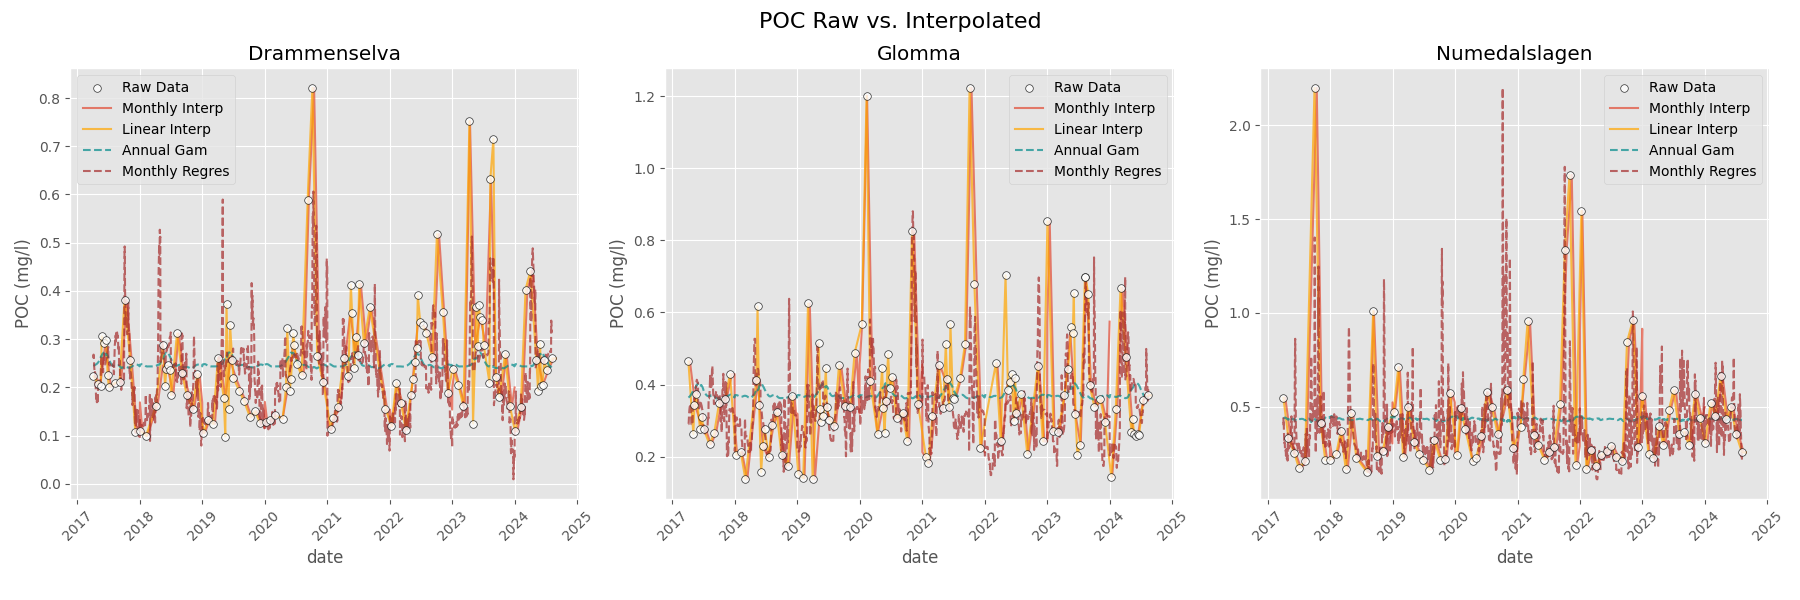 POC Raw vs. Interpolated
Drammenselva
POC (mg/l)
0.8
0.7
0.6
0.5
0.4
0.3
0.2
0.1
0.0
Raw Data
Monthly Interp
Linear Interp
Annual Gam
Monthly Regres
2017
2018
2019
2020
2021
2022
2023
2024
2025
date
Glomma
POC (mg/l)
1.2
1.0
0.8
0.6
0.4
0.2
Raw Data
Monthly Interp
Linear Interp
Annual Gam
Monthly Regres
2017
2018
2019
2020
2021
2022
2023
2024
2025
date
Numedalslagen
POC (mg/l)
2.0
1.5
1.0
0.5
Raw Data
Monthly Interp
Linear Interp
Annual Gam
Monthly Regres
2017
2018
2019
2020
2021
2022
2023
2024
2025
date